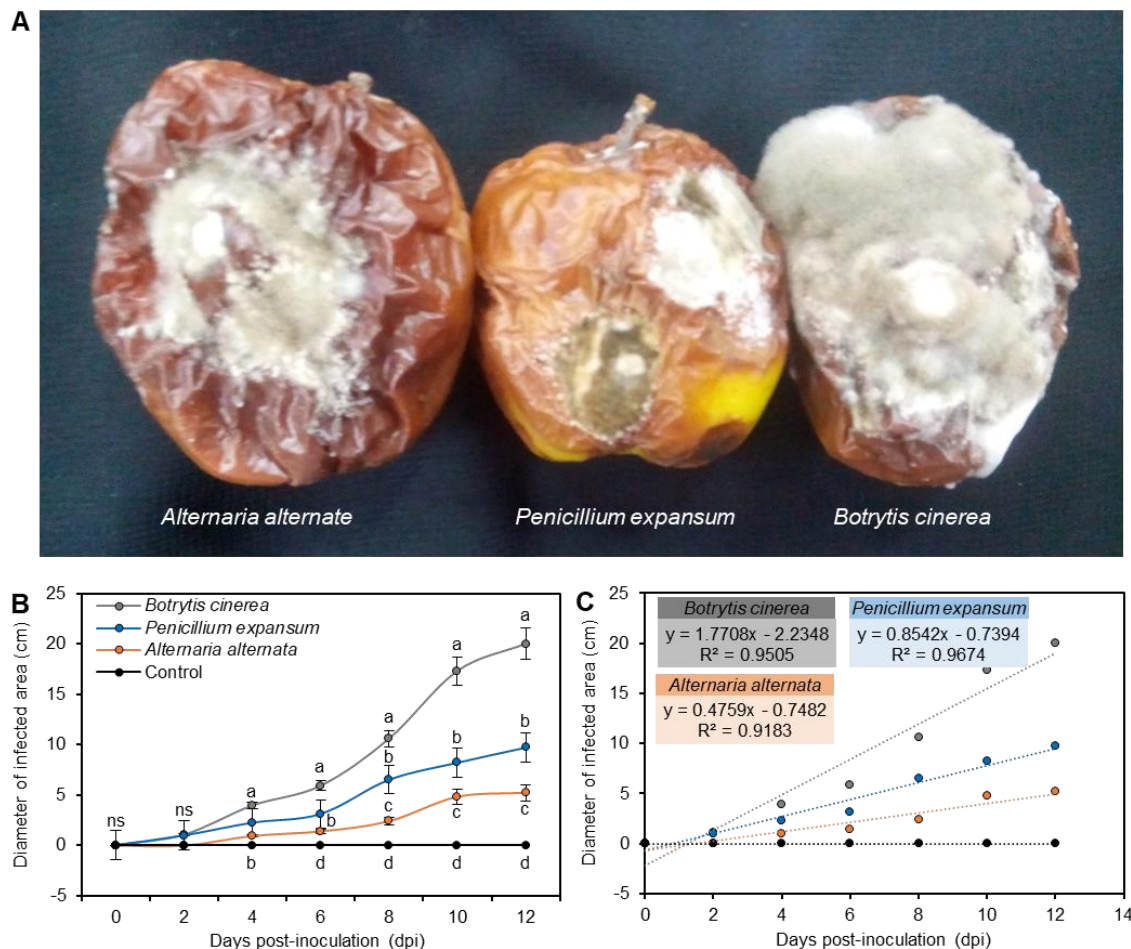 A
Alternaria alternate
Penicillium expansum
Botrytis cinerea
B
Diameter of infected area (cm)
25
20
15
10
5
0
-5
Botrytis cinerea
Penicillium expansum
Alternaria alternata
Control
ns
ns
a
b
a
b
d
a
b
c
d
a
b
c
d
a
b
c
d
0 2 4 6 8 10 12
Days post-inoculation (dpi)
C
Diameter of infected area (cm)
25
20
15
10
5
0
-5
Botrytis cinerea
y = 1.7708x - 2.2348
R² = 0.9505
Penicillium expansum
y = 0.8542x - 0.7394
R² = 0.9674
Alternaria alternata
y = 0.4759x - 0.7482
R² = 0.9183
0 2 4 6 8 10 12 14
Days post-inoculation (dpi)